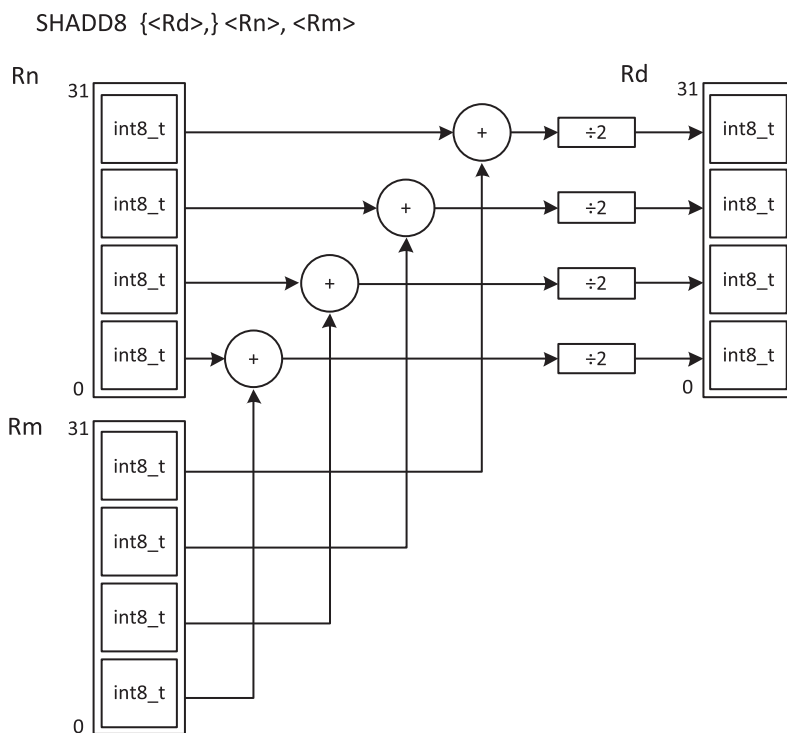 SHADD8 {<Rd>,} <Rn>, <Rm>
Rn
Rd
31
31
int8_t
+
÷2
int8_t
int8_t
+
÷2
int8_t
int8_t
+
÷2
int8_t
int8_t
+
÷2
int8_t
0
0
Rm
31
int8_t
int8_t
int8_t
int8_t
0